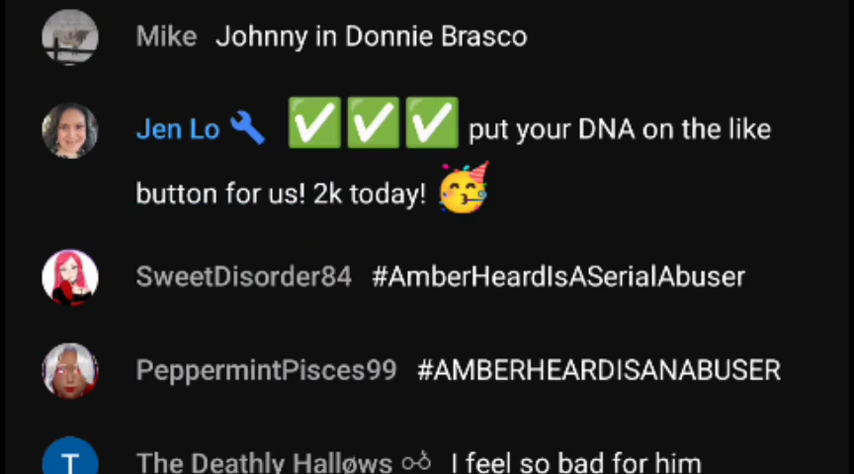 Mike Johnny in Donnie Brasco
Jen Lo 🔧 ✅✅✅ put your DNA on the like
button for us! 2k today! 🥳
SweetDisorder84 #AmberHeardIsASerialAbuser
PeppermintPisces99 #AMBERHEARDISANABUSER
T The Deathly Halløws o-o I feel so bad for him